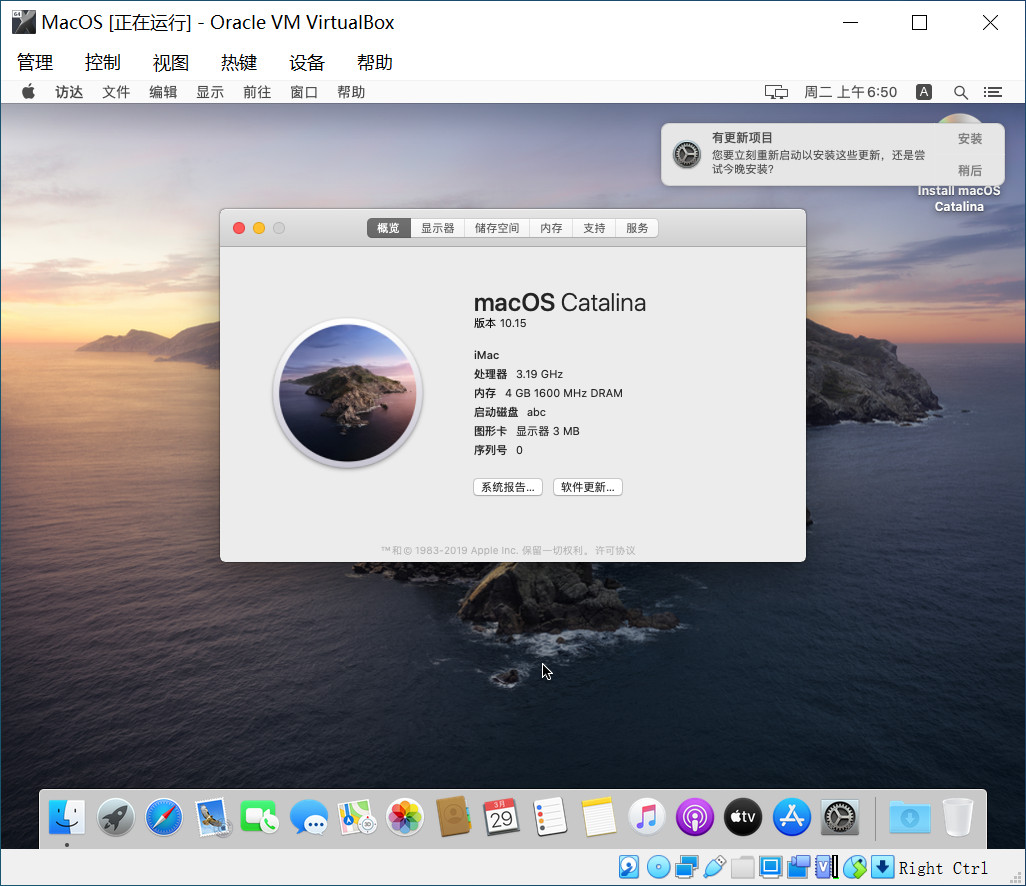 MacOS [正在运行] - Oracle VM VirtualBox
管理 控制 视图 热键 设备 帮助
访达 文件 编辑 显示 前往 窗口 帮助 周二 上午6:50 A
有更新项目
您要立刻重新启动以安装这些更新，还是尝
试今晚安装？
安装
稍后
Install macOS
Catalina
概览 显示器 储存空间 内存 支持 服务
macOS Catalina
版本 10.15
iMac
处理器 3.19 GHz
内存 4 GB 1600 MHz DRAM
启动磁盘 abc
图形卡 显示器 3 MB
序列号 0
系统报告... 软件更新...
™和© 1983-2019 Apple Inc. 保留一切权利。许可协议
3月
29
tv
Right Ctrl